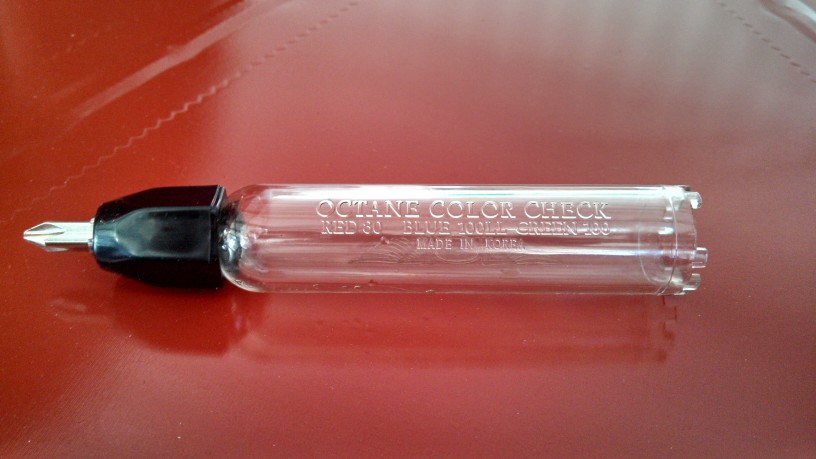 OCTANE COLOR CHECK
RED 80 BLUE 100LL GREEN 100
MADE IN KOREA